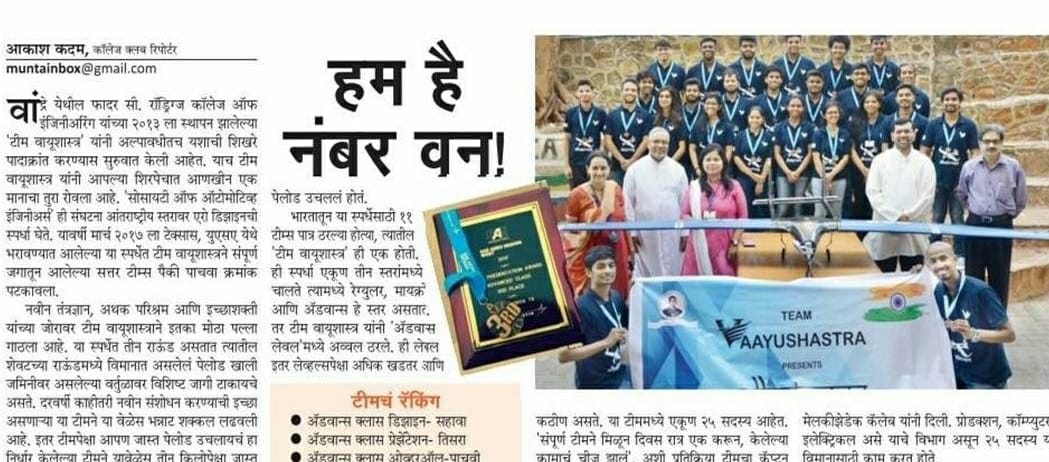 आकाश कदम, कॉलेज क्लब रिपोर्टर
muntainbox@gmail.com
वांद्रे येथील फादर सी. रॉड्रिग्ज कॉलेज ऑफ
इंजिनीअरिंग यांच्या २०१३ ला स्थापन झालेल्या
'टीम वायूशास्त्र' यांनी अल्पावधीतच यशाची शिखरे
पादाक्रांत करण्यास सुरुवात केली आहेत. याच टीम
वायूशास्त्र यांनी आपल्या शिरपेचात आणखीन एक
मानाचा तुरा रोवला आहे. 'सोसायटी ऑफ ऑटोमोटिव्ह
इंजिनीअर्स' ही संघटना आंतराष्ट्रीय स्तरावर एरो डिझाइनची
स्पर्धा घेते. यावर्षी मार्च २०१७ ला टेक्सास, युएसए येथे
भरावण्यात आलेल्या या स्पर्धेत टीम वायूशास्त्रने संपूर्ण
जगातून आलेल्या सत्तर टीम्स पैकी पाचवा क्रमांक
पटकावला.
नवीन तंत्रज्ञान, अथक परिश्रम आणि इच्छाशक्ती
यांच्या जोरावर टीम वायूशास्त्राने इतका मोठा पल्ला
गाठला आहे. या स्पर्धेत तीन राऊंड असतात त्यातील
शेवटच्या राऊंडमध्ये विमानात असलेलं पेलोड खाली
जमिनीवर असलेल्या वर्तुळावर विशिष्ट जागी टाकायचे
असते. दरवर्षी काहीतरी नवीन संशोधन करण्याची इच्छा
असणाऱ्या या टीमने या वेळेस भन्नाट शक्कल लढवली
आहे. इतर टीमपेक्षा आपण जास्त पेलोड उचलायचं हा
निर्धार केलेल्या टीमने यावेळेस तीन किलोपेक्षा जास्त
हम है
नंबर वन!
पेलोड उचललं होतं.
भारतातून या स्पर्धेसाठी ११
टीम्स पात्र ठरल्या होत्या, त्यातील
'टीम वायूशास्त्र' ही एक होती.
ही स्पर्धा एकूण तीन स्तरांमध्ये
चालते त्यामध्ये रेग्युलर, मायक्रो
आणि अॅडवान्स हे स्तर असतार.
तर टीम वायूशास्त्र यांनी 'अॅडवान्स
लेवल'मध्ये अव्वल ठरले. ही लेवल
इतर लेव्हल्सपेक्षा अधिक खडतर आणि
टीमचं रॅंकिंग
● अॅडवान्स क्लास डिझाइन- सहावा
● अॅडवान्स क्लास प्रेझेंटेशन- तिसरा
● अॅडवान्स क्लास ओव्हरऑल-पाचवी
PRESENTATION AWARD
ADVANCED CLASS
3RD PLACE
3RD
TEAM
VAAYUSHASTRA
PRESENTS
कठीण असते. या टीममध्ये एकूण २५ सदस्य आहेत.
'संपूर्ण टीमने मिळून दिवस रात्र एक करून, केलेल्या
कामाचं चीज झालं'. अशी प्रतिक्रिया टीमचा कॅप्टन
मेलकीझेडेक कॅलेब यांनी दिली. प्रोडक्शन, कॉम्प्युटर
इलेक्ट्रिकल असे याचे विभाग असून २५ सदस्य य
विमानासाठी काम करत होते.